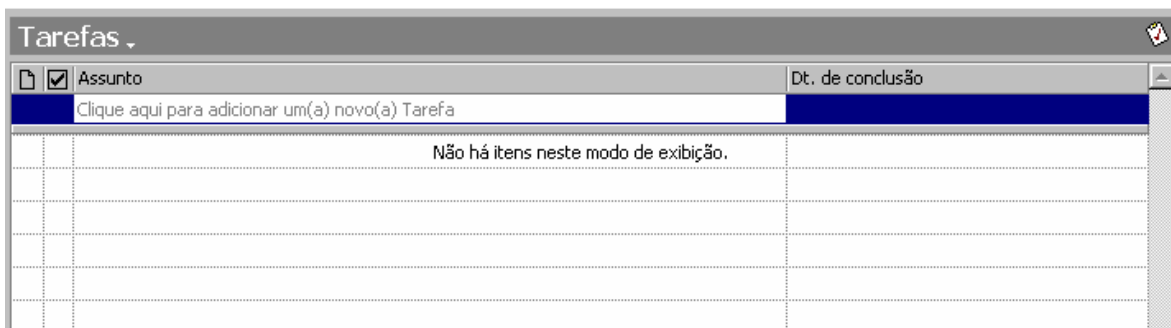 Tarefas
Assunto Dt. de conclusão
Clique aqui para adicionar um(a) novo(a) Tarefa
Não há itens neste modo de exibição.